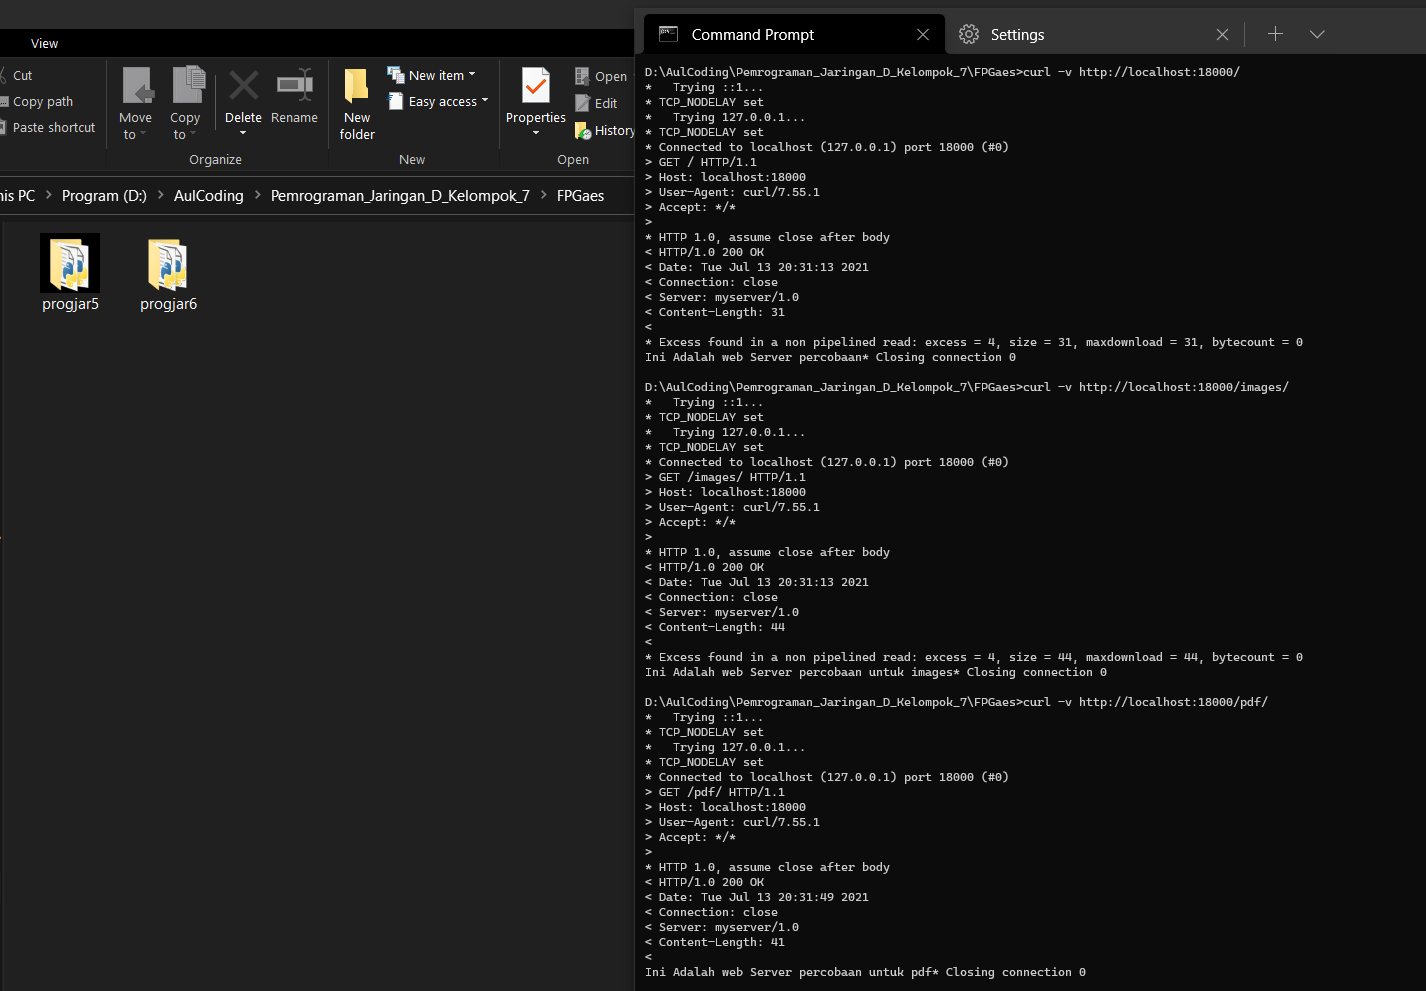 View
Cut
Copy path
Paste shortcut
Move to
Copy to
Delete
Rename
Organize
New folder
New item
Easy access
New
Properties
Open
Edit
History
Open
his PC > Program (D:) > AulCoding > Pemrograman_Jaringan_D_Kelompok_7 > FPGaes
progjar5
progjar6
Command Prompt
Settings
D:\AulCoding\Pemrograman_Jaringan_D_Kelompok_7\FPGaes>curl -v http://localhost:18000/
*   Trying ::1...
* TCP_NODELAY set
*   Trying 127.0.0.1...
* TCP_NODELAY set
* Connected to localhost (127.0.0.1) port 18000 (#0)
> GET / HTTP/1.1
> Host: localhost:18000
> User-Agent: curl/7.55.1
> Accept: */*
>
* HTTP 1.0, assume close after body
< HTTP/1.0 200 OK
< Date: Tue Jul 13 20:31:13 2021
< Connection: close
< Server: myserver/1.0
< Content-Length: 31
<
* Excess found in a non pipelined read: excess = 4, size = 31, maxdownload = 31, bytecount = 0
Ini Adalah web Server percobaan* Closing connection 0
D:\AulCoding\Pemrograman_Jaringan_D_Kelompok_7\FPGaes>curl -v http://localhost:18000/images/
*   Trying ::1...
* TCP_NODELAY set
*   Trying 127.0.0.1...
* TCP_NODELAY set
* Connected to localhost (127.0.0.1) port 18000 (#0)
> GET /images/ HTTP/1.1
> Host: localhost:18000
> User-Agent: curl/7.55.1
> Accept: */*
>
* HTTP 1.0, assume close after body
< HTTP/1.0 200 OK
< Date: Tue Jul 13 20:31:13 2021
< Connection: close
< Server: myserver/1.0
< Content-Length: 44
<
* Excess found in a non pipelined read: excess = 4, size = 44, maxdownload = 44, bytecount = 0
Ini Adalah web Server percobaan untuk images* Closing connection 0
D:\AulCoding\Pemrograman_Jaringan_D_Kelompok_7\FPGaes>curl -v http://localhost:18000/pdf/
*   Trying ::1...
* TCP_NODELAY set
*   Trying 127.0.0.1...
* TCP_NODELAY set
* Connected to localhost (127.0.0.1) port 18000 (#0)
> GET /pdf/ HTTP/1.1
> Host: localhost:18000
> User-Agent: curl/7.55.1
> Accept: */*
>
* HTTP 1.0, assume close after body
< HTTP/1.0 200 OK
< Date: Tue Jul 13 20:31:49 2021
< Connection: close
< Server: myserver/1.0
< Content-Length: 41
<
Ini Adalah web Server percobaan untuk pdf* Closing connection 0